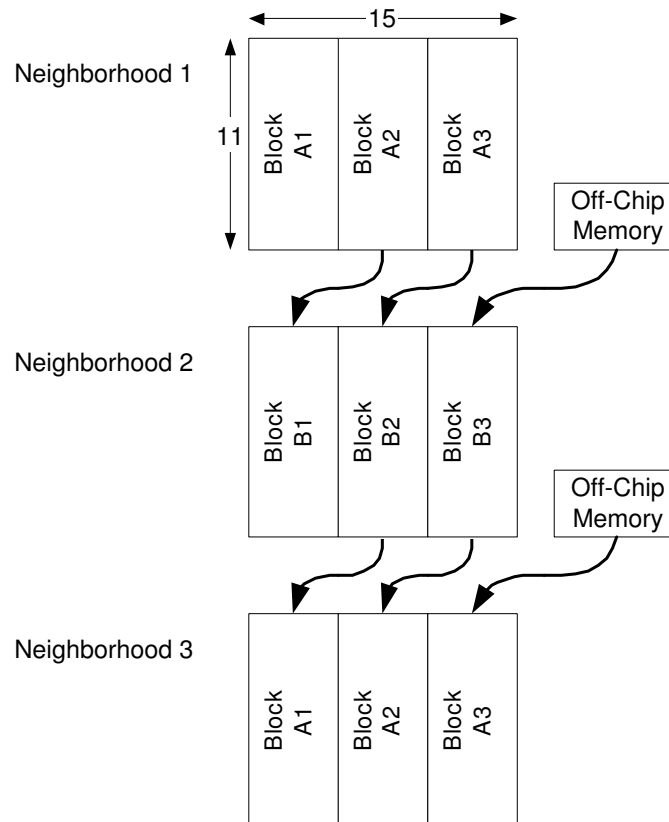 15
Neighborhood 1
11
Block
A1
Block
A2
Block
A3
Off-Chip
Memory
Neighborhood 2
Block
B1
Block
B2
Block
B3
Off-Chip
Memory
Neighborhood 3
Block
A1
Block
A2
Block
A3